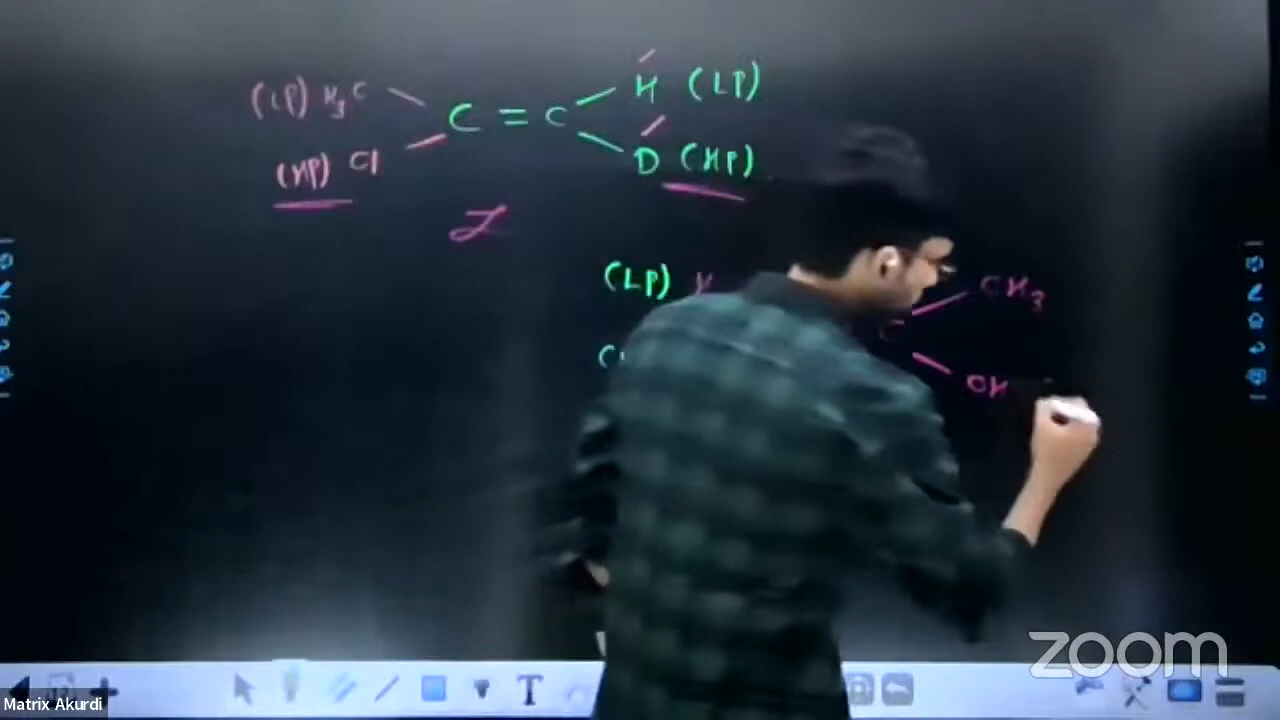 (LP) H₃C C = C H (LP)
(HP) Cl D (HP)
Z
(LP) H C CH₃
OH
zoom
T
Matrix Akurdi